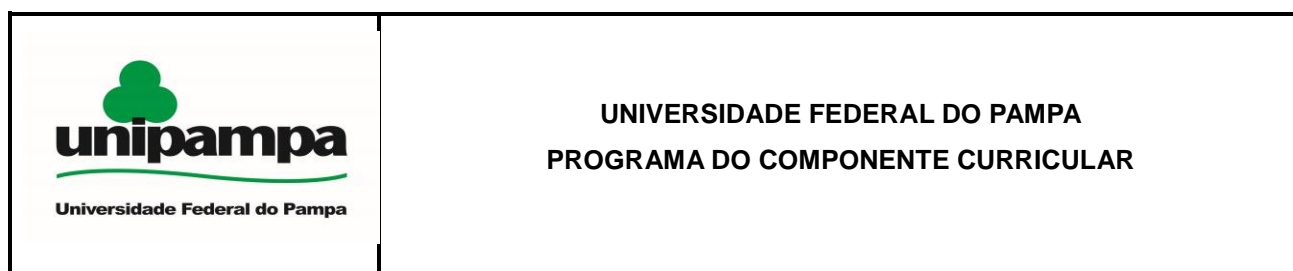 unipampa
Universidade Federal do Pampa
UNIVERSIDADE FEDERAL DO PAMPA
PROGRAMA DO COMPONENTE CURRICULAR